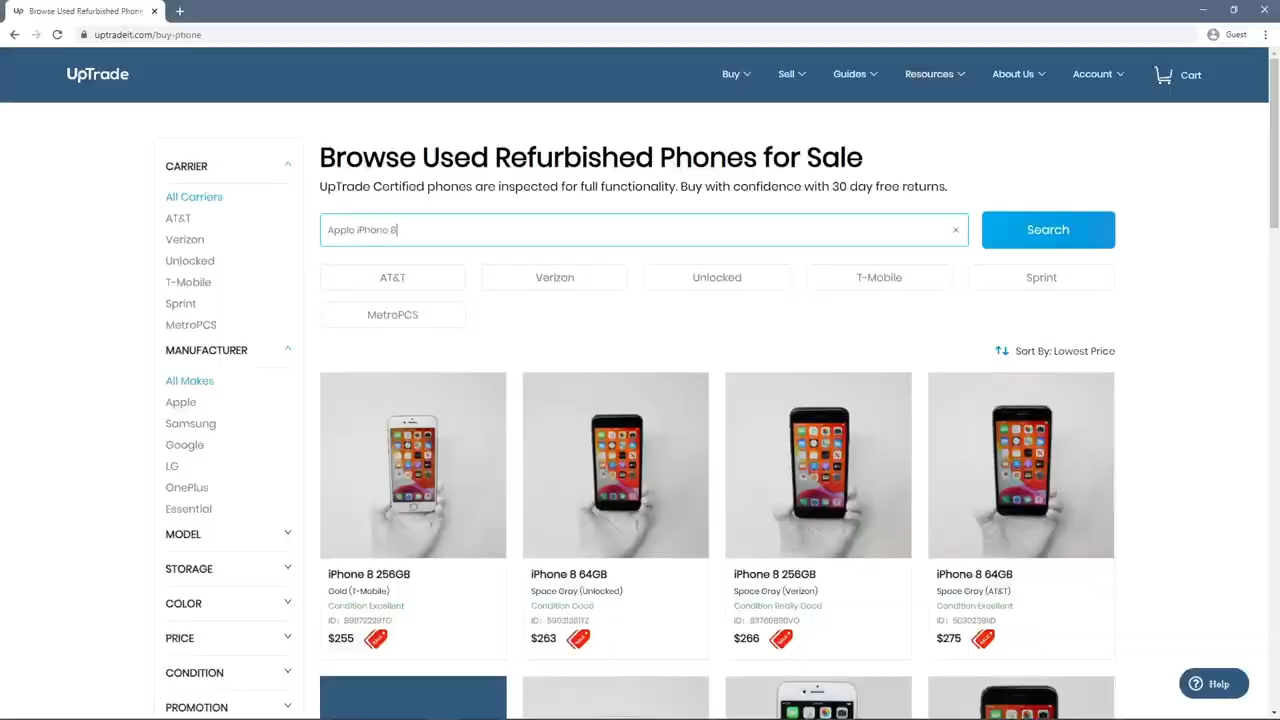 Up Browse Used Refurbished Phon
uptradeit.com/buy-phone
Guest
UpTrade
Buy
Sell
Guides
Resources
About Us
Account
Cart
CARRIER
All Carriers
AT&T
Verizon
Unlocked
T-Mobile
Sprint
MetroPCS
MANUFACTURER
All Makes
Apple
Samsung
Google
LG
OnePlus
Essential
MODEL
STORAGE
COLOR
PRICE
CONDITION
PROMOTION
Browse Used Refurbished Phones for Sale
UpTrade Certified phones are inspected for full functionality. Buy with confidence with 30 day free returns.
Apple iPhone 8
Search
AT&T
Verizon
Unlocked
T-Mobile
Sprint
MetroPCS
Sort By: Lowest Price
iPhone 8 256GB
Gold (T-Mobile)
Condition Excellent
$255
iPhone 8 64GB
Space Gray (Unlocked)
Condition Good
$263
iPhone 8 256GB
Space Gray (Verizon)
Condition Really Good
$266
iPhone 8 64GB
Space Gray (AT&T)
Condition Excellent
$275
Help